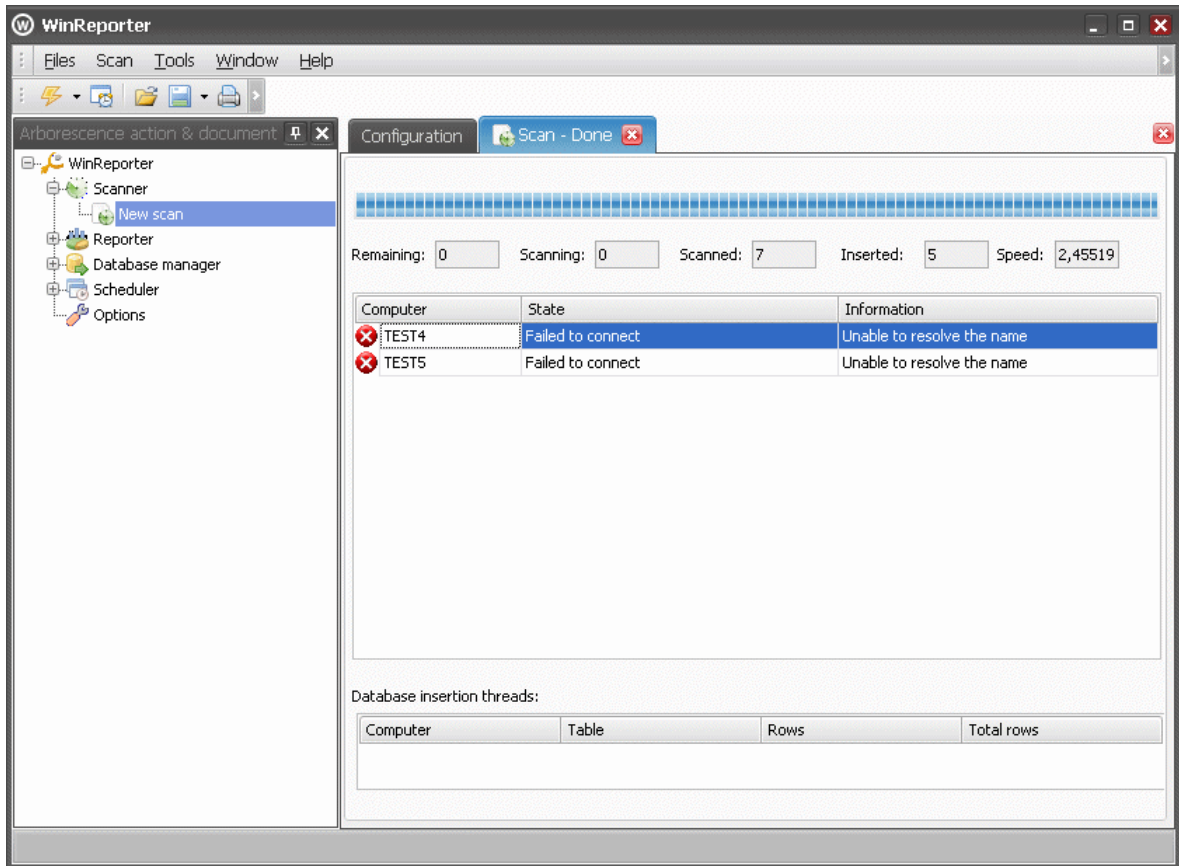 WinReporter
Files Scan Tools Window Help
Arborescence action & document
Configuration Scan - Done
WinReporter
Scanner
New scan
Reporter
Database manager
Scheduler
Options
Remaining: 0 Scanning: 0 Scanned: 7 Inserted: 5 Speed: 2,45519
Computer State Information
TEST4 Failed to connect Unable to resolve the name
TEST5 Failed to connect Unable to resolve the name
Database insertion threads:
Computer Table Rows Total rows